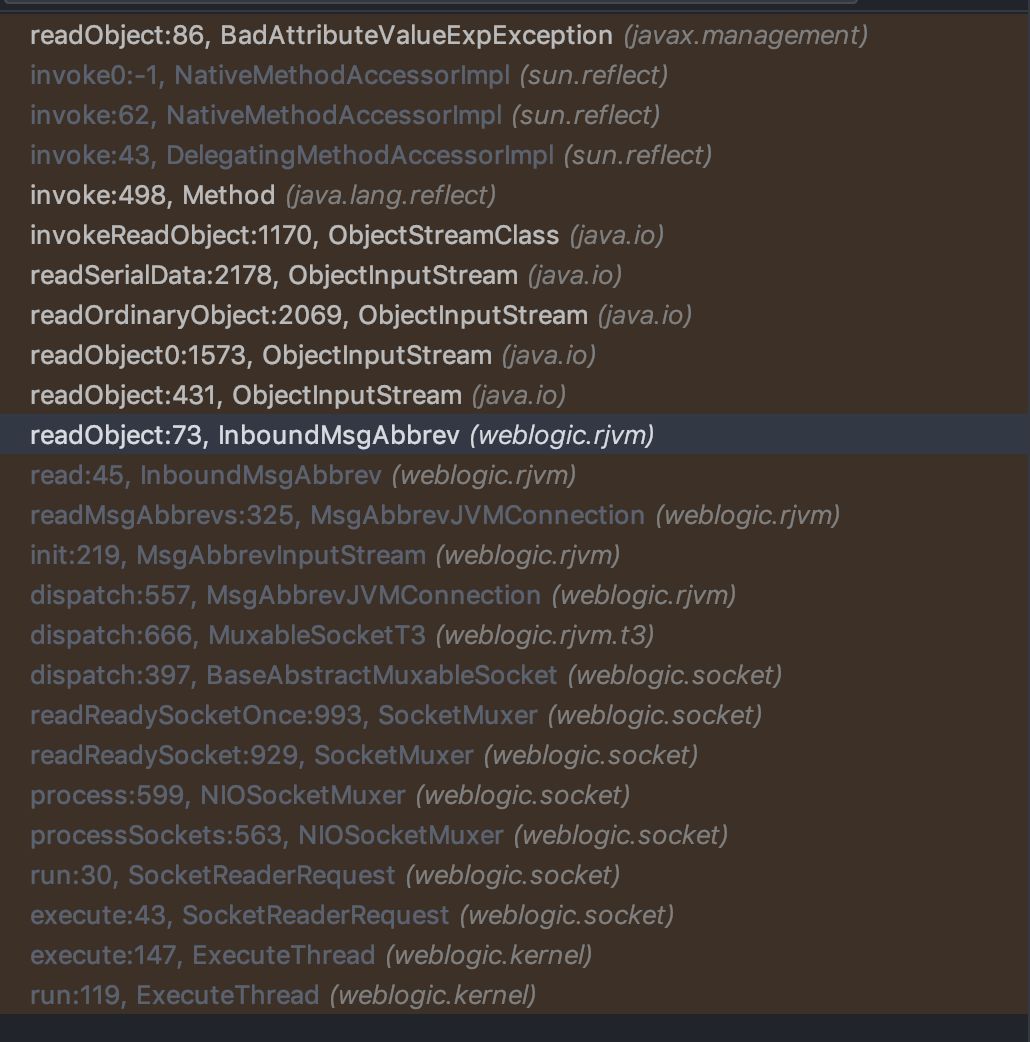 readObject:86, BadAttributeValueExpException (javax.management)
invoke0:-1, NativeMethodAccessorImpl (sun.reflect)
invoke:62, NativeMethodAccessorImpl (sun.reflect)
invoke:43, DelegatingMethodAccessorImpl (sun.reflect)
invoke:498, Method (java.lang.reflect)
invokeReadObject:1170, ObjectStreamClass (java.io)
readSerialData:2178, ObjectInputStream (java.io)
readOrdinaryObject:2069, ObjectInputStream (java.io)
readObject0:1573, ObjectInputStream (java.io)
readObject:431, ObjectInputStream (java.io)
readObject:73, InboundMsgAbbrev (weblogic.rjvm)
read:45, InboundMsgAbbrev (weblogic.rjvm)
readMsgAbbrevs:325, MsgAbbrevJVMConnection (weblogic.rjvm)
init:219, MsgAbbrevInputStream (weblogic.rjvm)
dispatch:557, MsgAbbrevJVMConnection (weblogic.rjvm)
dispatch:666, MuxableSocketT3 (weblogic.rjvm.t3)
dispatch:397, BaseAbstractMuxableSocket (weblogic.socket)
readReadySocketOnce:993, SocketMuxer (weblogic.socket)
readReadySocket:929, SocketMuxer (weblogic.socket)
process:599, NIOSocketMuxer (weblogic.socket)
processSockets:563, NIOSocketMuxer (weblogic.socket)
run:30, SocketReaderRequest (weblogic.socket)
execute:43, SocketReaderRequest (weblogic.socket)
execute:147, ExecuteThread (weblogic.kernel)
run:119, ExecuteThread (weblogic.kernel)